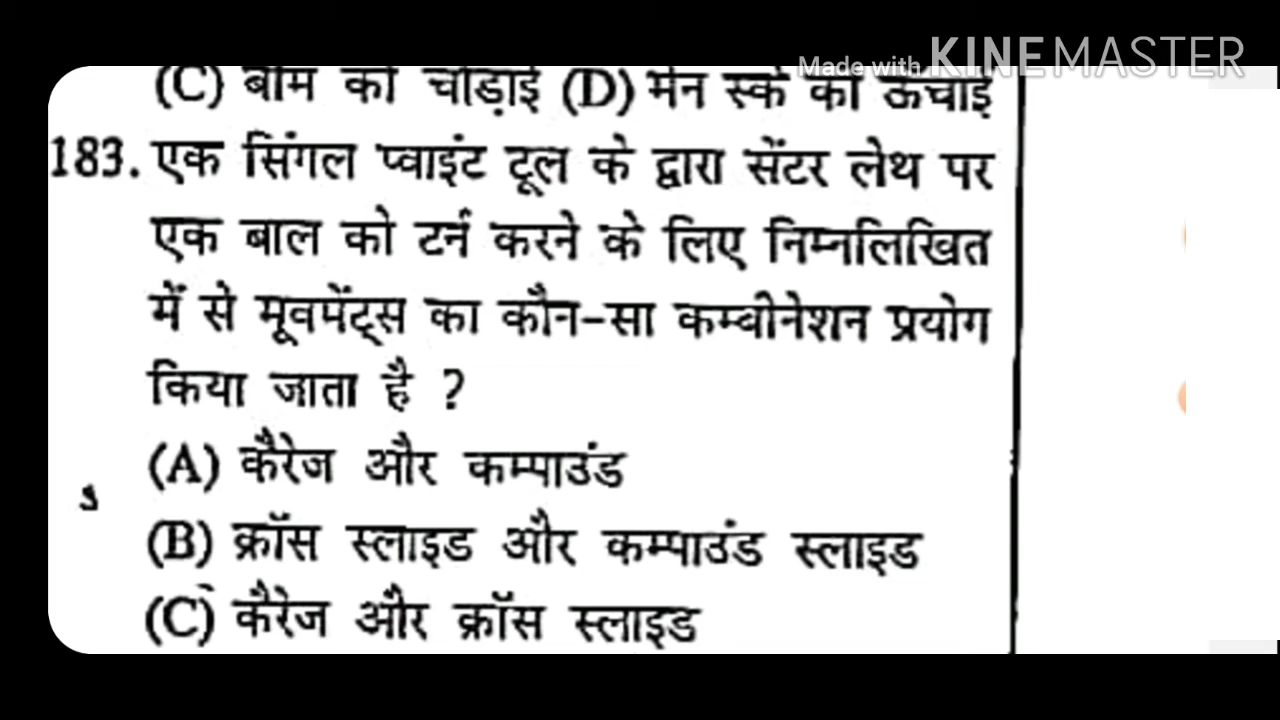 Made with KINEMASTER
(C) बीम की चौड़ाई (D) मेन स्क्रू की ऊंचाई
183. एक सिंगल प्वाइंट टूल के द्वारा सेंटर लेथ पर
एक बाल को टर्न करने के लिए निम्नलिखित
में से मूवमेंट्स का कौन-सा कम्बीनेशन प्रयोग
किया जाता है ?
(A) कैरेज और कम्पाउंड
(B) क्रॉस स्लाइड और कम्पाउंड स्लाइड
(C) कैरेज और क्रॉस स्लाइड